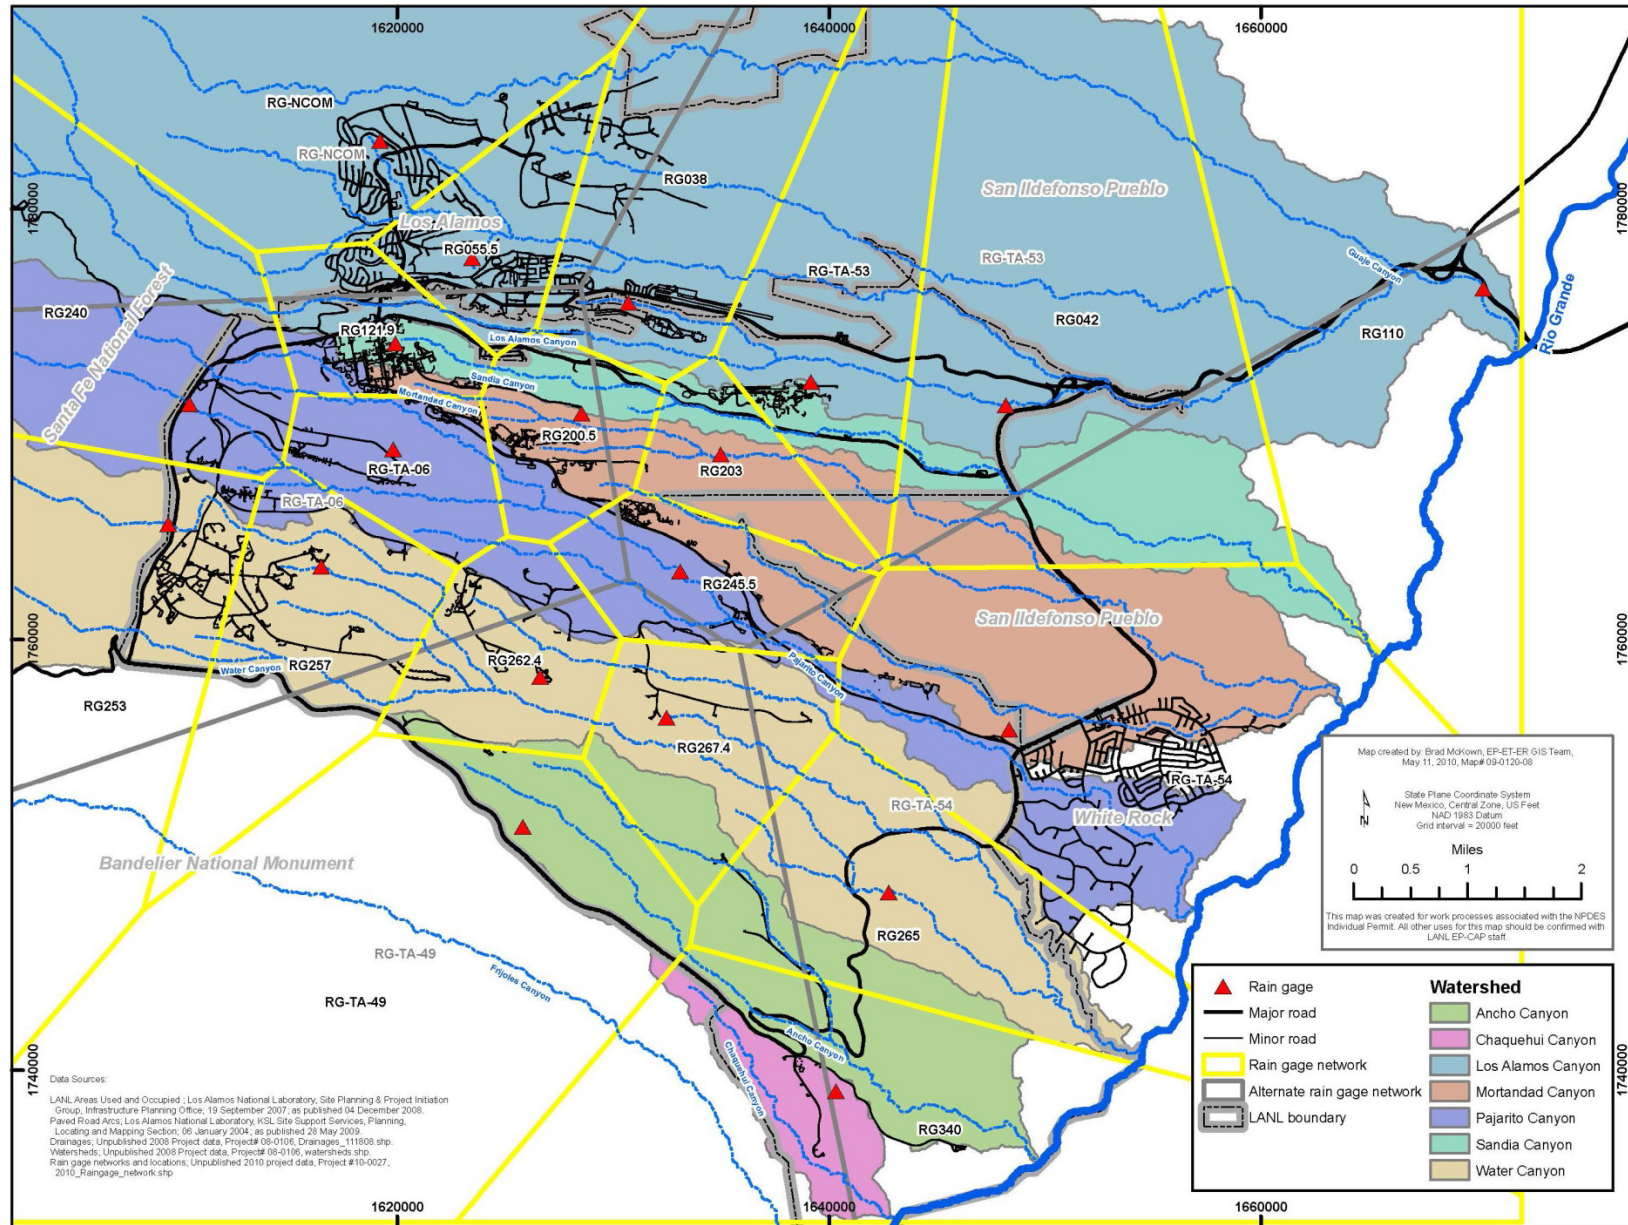 1620000
1640000
1660000
RG-NCOM
RG-NCOM
RG038
San Ildefonso Pueblo
1780000
1780000
Los Alamos
RG055.5
RG-TA-53
RG-TA-53
Guaje Canyon
Santa Fe National Forest
RG240
RG042
RG110
Rio Grande
RG121.9
Los Alamos Canyon
Sandia Canyon
Mortandad Canyon
RG200.5
RG-TA-06
RG203
RG-TA-06
RG245.5
San Ildefonso Pueblo
1760000
1760000
Water Canyon
RG257
RG262.4
Pajarito Canyon
RG253
RG267.4
RG-TA-54
RG-TA-54
White Rock
Map created by: Brad McKown, EP-ET-ER GIS Team,
May 11, 2010, Map# 09-0120-08
State Plane Coordinate System
New Mexico, Central Zone, US Feet
NAD 1983 Datum
Grid interval = 20000 feet
N
Miles
0 0.5 1 2
This map was created for work processes associated with the NPDES
Individual Permit. All other uses for this map should be confirmed with
LANL EP-CAP staff.
Bandelier National Monument
RG265
RG-TA-49
Frijoles Canyon
RG-TA-49
Ancho Canyon
Chaquehui Canyon
RG340
1740000
1740000
Rain gage
Major road
Minor road
Rain gage network
Alternate rain gage network
LANL boundary
Watershed
Ancho Canyon
Chaquehui Canyon
Los Alamos Canyon
Mortandad Canyon
Pajarito Canyon
Sandia Canyon
Water Canyon
Data Sources:
LANL Areas Used and Occupied ; Los Alamos National Laboratory, Site Planning & Project Initiation
Group, Infrastructure Planning Office; 19 September 2007; as published 04 December 2008.
Paved Road Arcs; Los Alamos National Laboratory, KSL Site Support Services, Planning,
Locating and Mapping Section; 06 January 2004; as published 28 May 2009.
Drainages; Unpublished 2008 Project data, Project# 08-0106, Drainages_111808.shp.
Watersheds; Unpublished 2008 Project data, Project# 08-0106, watersheds.shp.
Rain gage networks and locations; Unpublished 2010 project data, Project #10-0027,
2010_Raingage_network.shp
1620000
1640000
1660000